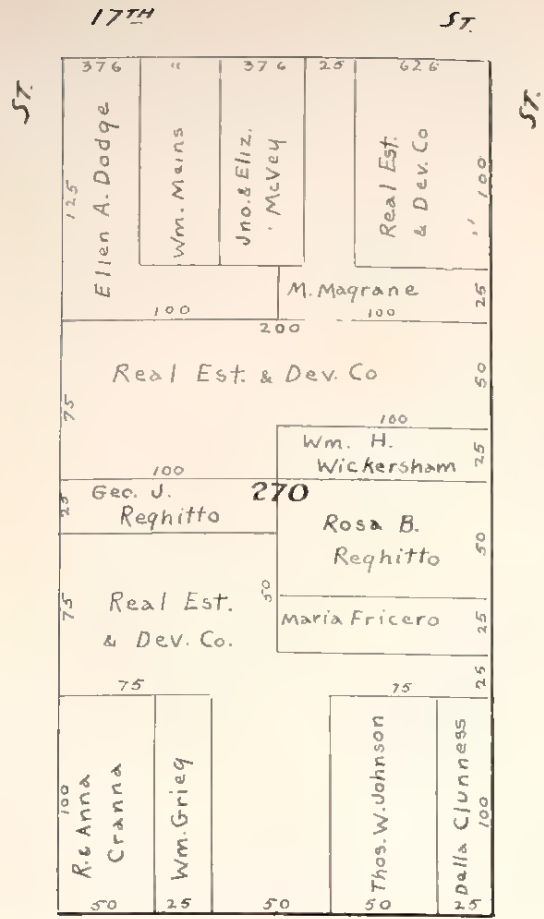 17TH ST.
ST. ST.
376 " 376 25 626
Ellen A. Dodge
125
Wm. Meins
Jno. & Eliz.
McVey
Real Est.
& Dev. Co
100
M. Magrane
25
100 200 100
Real Est. & Dev. Co
75
50
100
Wm. H.
Wickersham
25
100
270
Geo. J.
Reghitto
25
Rosa B.
Reghitto
50
50
Real Est.
& Dev. Co.
75
Maria Fricero
25
25
75 75
R. & Anna
Cranna
100
Wm. Grieg
Thos. W. Johnson
Della Clunness
100
50 25 50 50 25